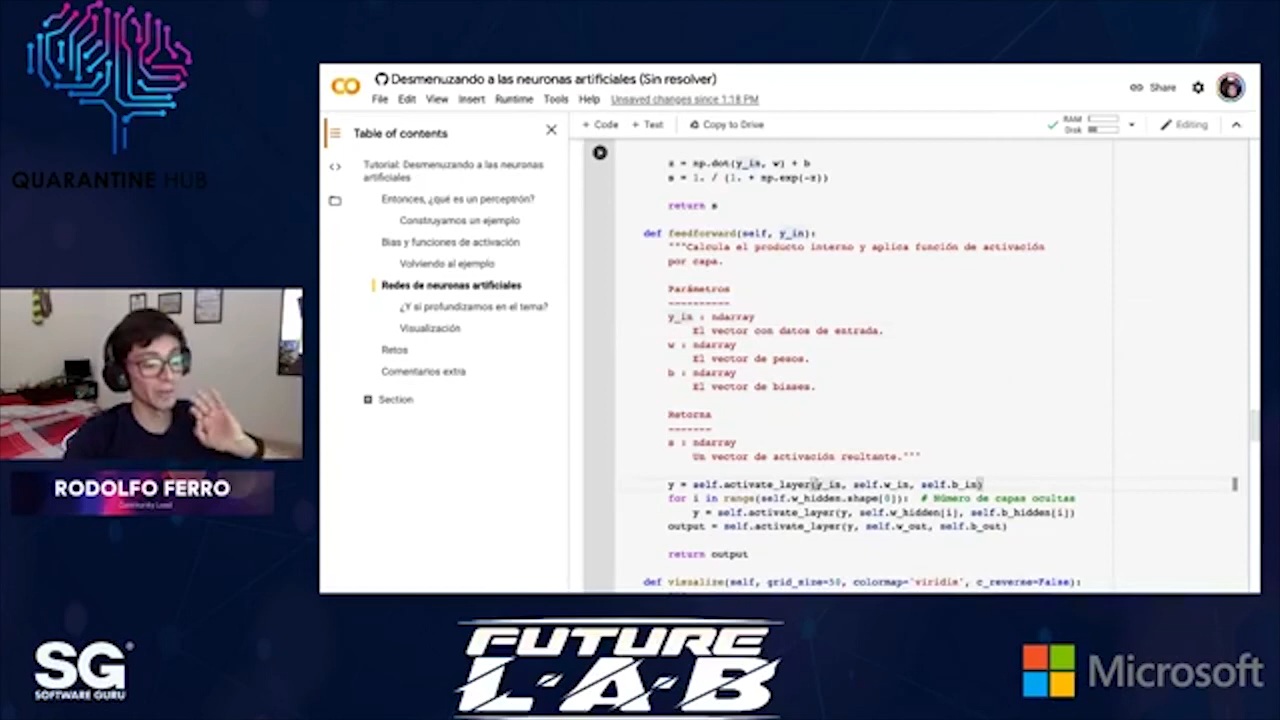 QUARANTINE HUB
RODOLFO FERRO
Community Lead
SG
SOFTWARE GURU
FUTURE
LAB
Microsoft
CO
Desmenuzando a las neuronas artificiales (Sin resolver)
File Edit View Insert Runtime Tools Help Unsaved changes since 1:18 PM
Share
Table of contents
Tutorial: Desmenuzando a las neuronas
artificiales
Entonces, ¿qué es un perceptrón?
Construyamos un ejemplo
Bias y funciones de activación
Volviendo al ejemplo
Redes de neuronas artificiales
¿Y si profundizamos en el tema?
Visualización
Retos
Comentarios extra
Section
+ Code + Text Copy to Drive
RAM
Disk
Editing
z = np.dot(y_in, w) + b
s = 1. / (1. + np.exp(-z))
return s
def feedforward(self, y_in):
"""Calcula el producto interno y aplica función de activación
por capa.
Parámetros
----------
y_in : ndarray
El vector con datos de entrada.
w : ndarray
El vector de pesos.
b : ndarray
El vector de biases.
Retorna
-------
s : ndarray
Un vector de activación reultante."""
y = self.activate_layer(y_in, self.w_in, self.b_in)
for i in range(self.w_hidden.shape[0]): # Número de capas ocultas
y = self.activate_layer(y, self.w_hidden[i], self.b_hidden[i])
output = self.activate_layer(y, self.w_out, self.b_out)
return output
def visualize(self, grid_size=50, colormap='viridis', c_reverse=False):